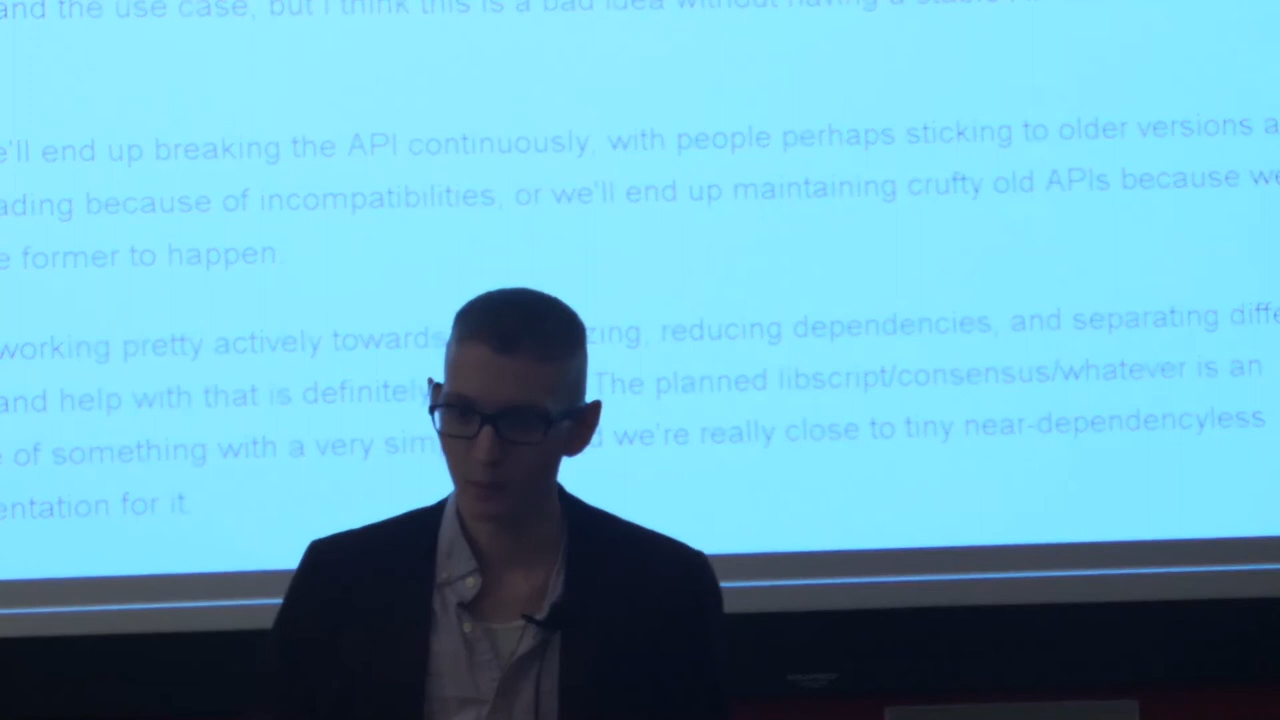 and the use case, but I think this is a bad idea without having a
e'll end up breaking the API continuously, with people perhaps sticking to older versions a
ading because of incompatibilities, or we'll end up maintaining crufty old APIs because we
e former to happen.
working pretty actively towards zing, reducing dependencies, and separating diffe
and help with that is definitely The planned libscript/consensus/whatever is an
e of something with a very sim d we're really close to tiny near-dependencyless
entation for it.